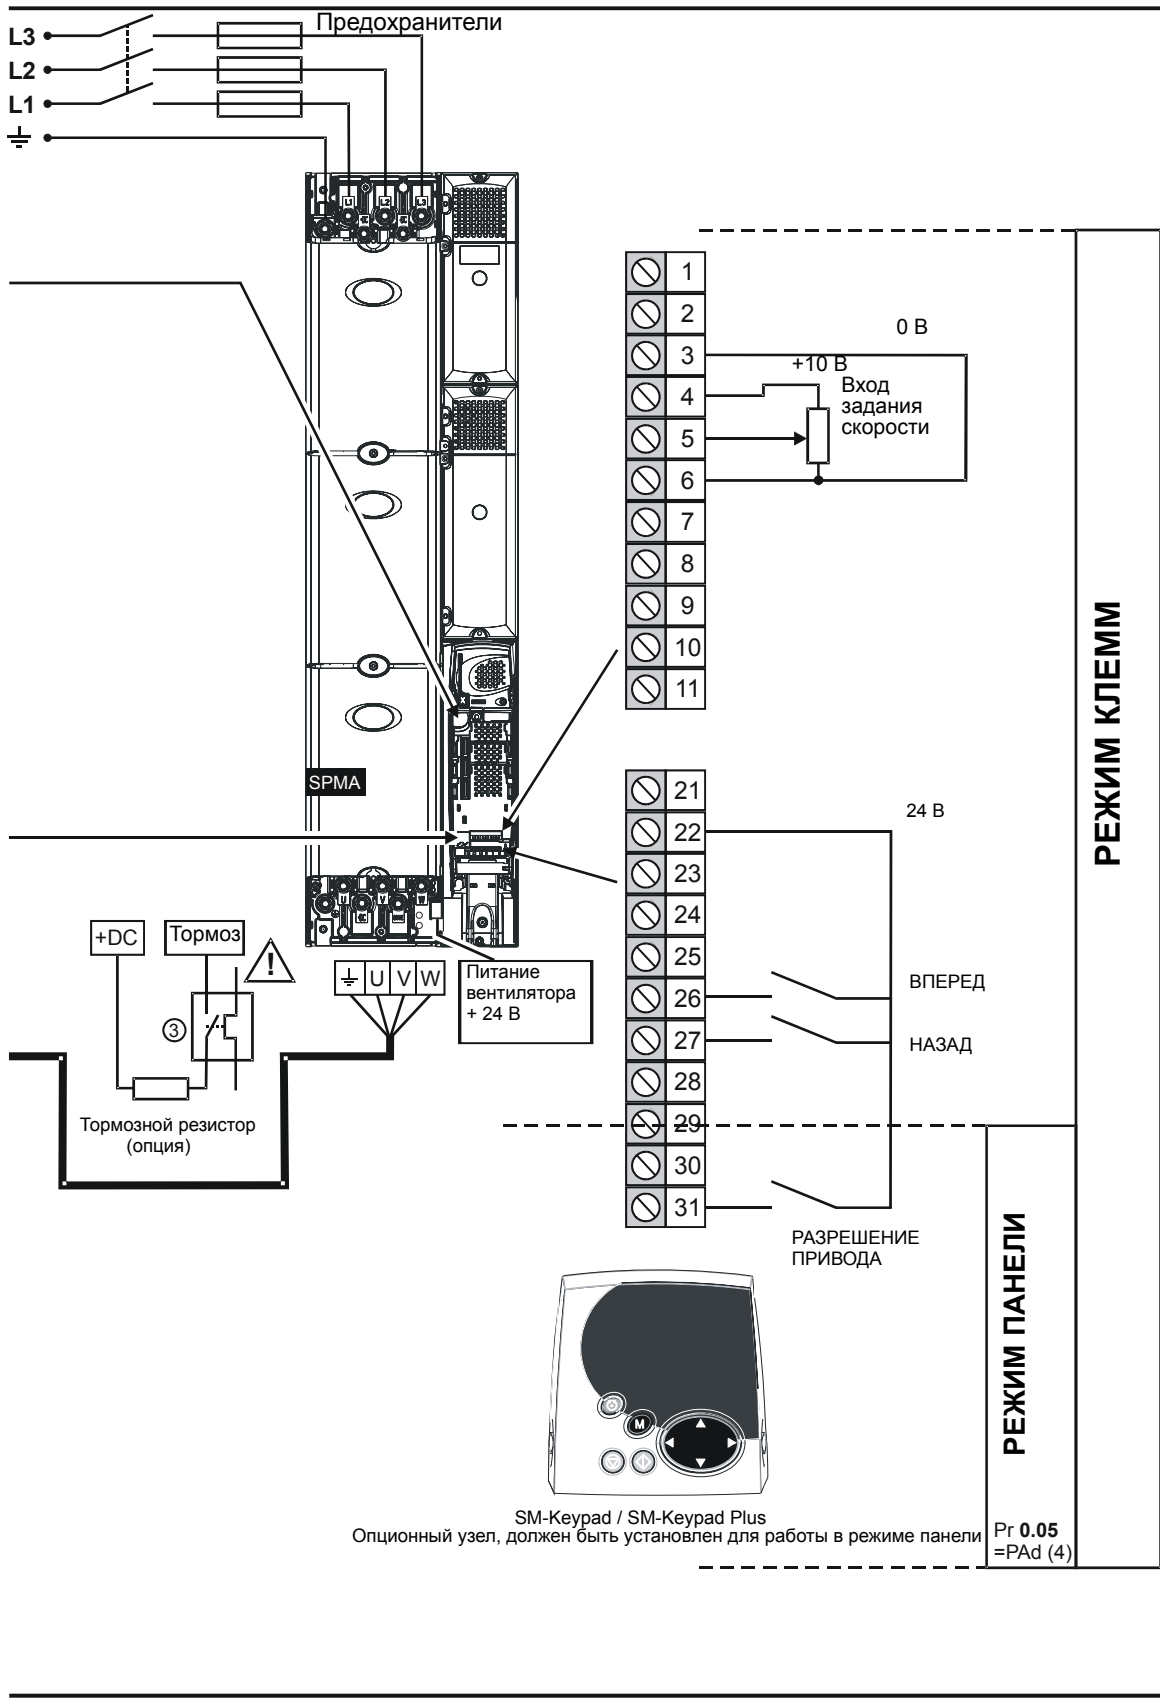 Предохранители
L3
L2
L1
L1 L2 L3
1
2
3
4
5
6
7
8
9
10
11
0 В
+10 В
Вход
задания
скорости
РЕЖИМ КЛЕММ
SPMA
21
22
23
24
25
26
27
28
29
30
31
24 В
ВПЕРЕД
НАЗАД
РАЗРЕШЕНИЕ
ПРИВОДА
U V W
+DC
Тормоз
!
3
U V W
Питание
вентилятора
+ 24 В
Тормозной резистор
(опция)
РЕЖИМ ПАНЕЛИ
M
SM-Keypad / SM-Keypad Plus
Опционный узел, должен быть установлен для работы в режиме панели
Pr 0.05
=PAd (4)